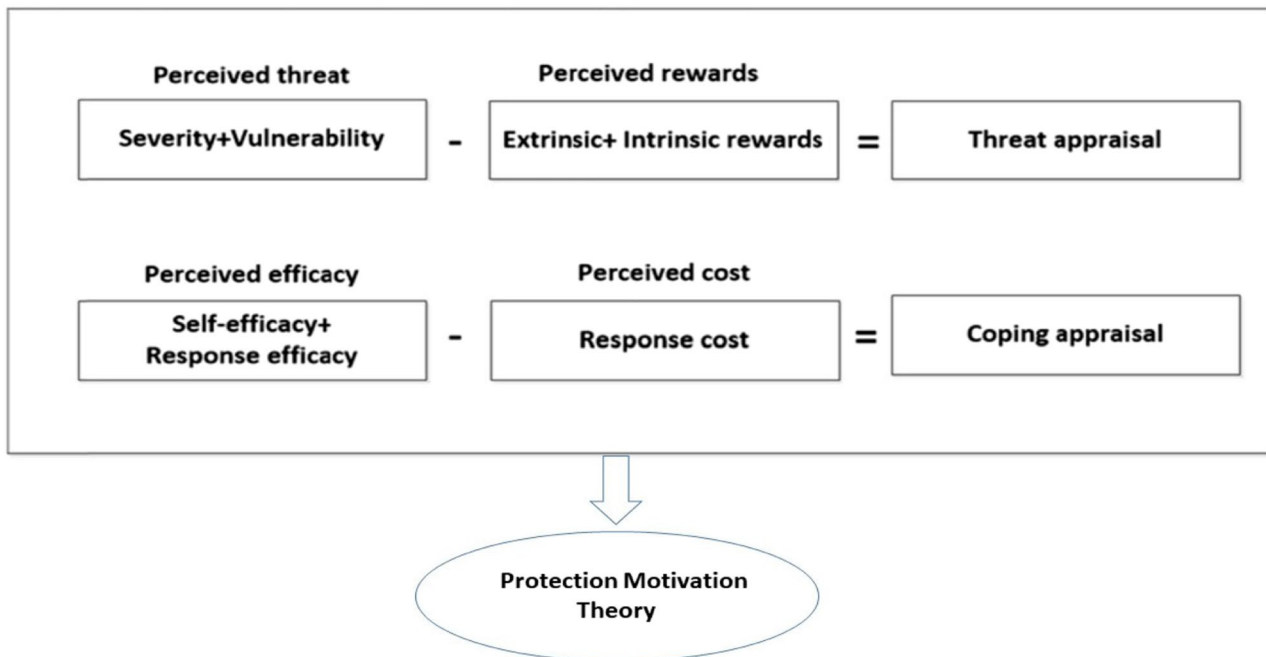 Perceived threat
Perceived rewards
Severity+Vulnerability
-
Extrinsic+ Intrinsic rewards
=
Threat appraisal
Perceived efficacy
Perceived cost
Self-efficacy+
Response efficacy
-
Response cost
=
Coping appraisal
Protection Motivation
Theory